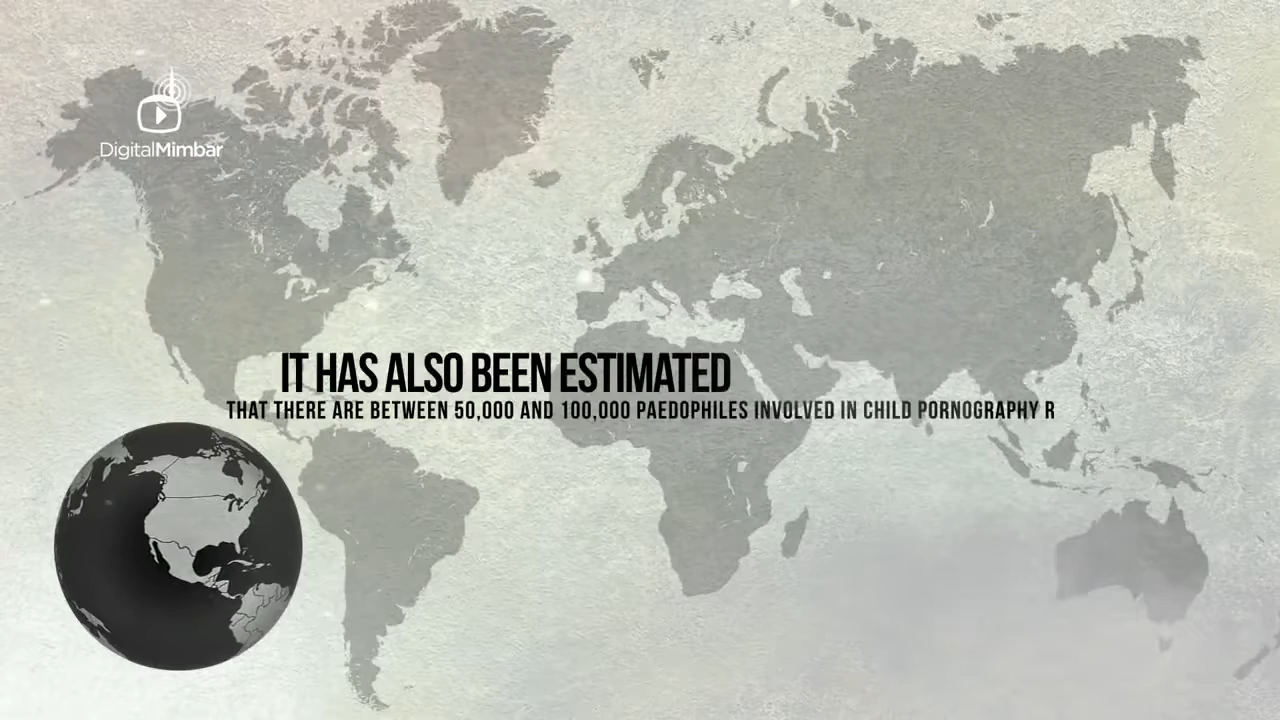 DigitalMimbar
IT HAS ALSO BEEN ESTIMATED
THAT THERE ARE BETWEEN 50,000 AND 100,000 PAEDOPHILES INVOLVED IN CHILD PORNOGRAPHY R